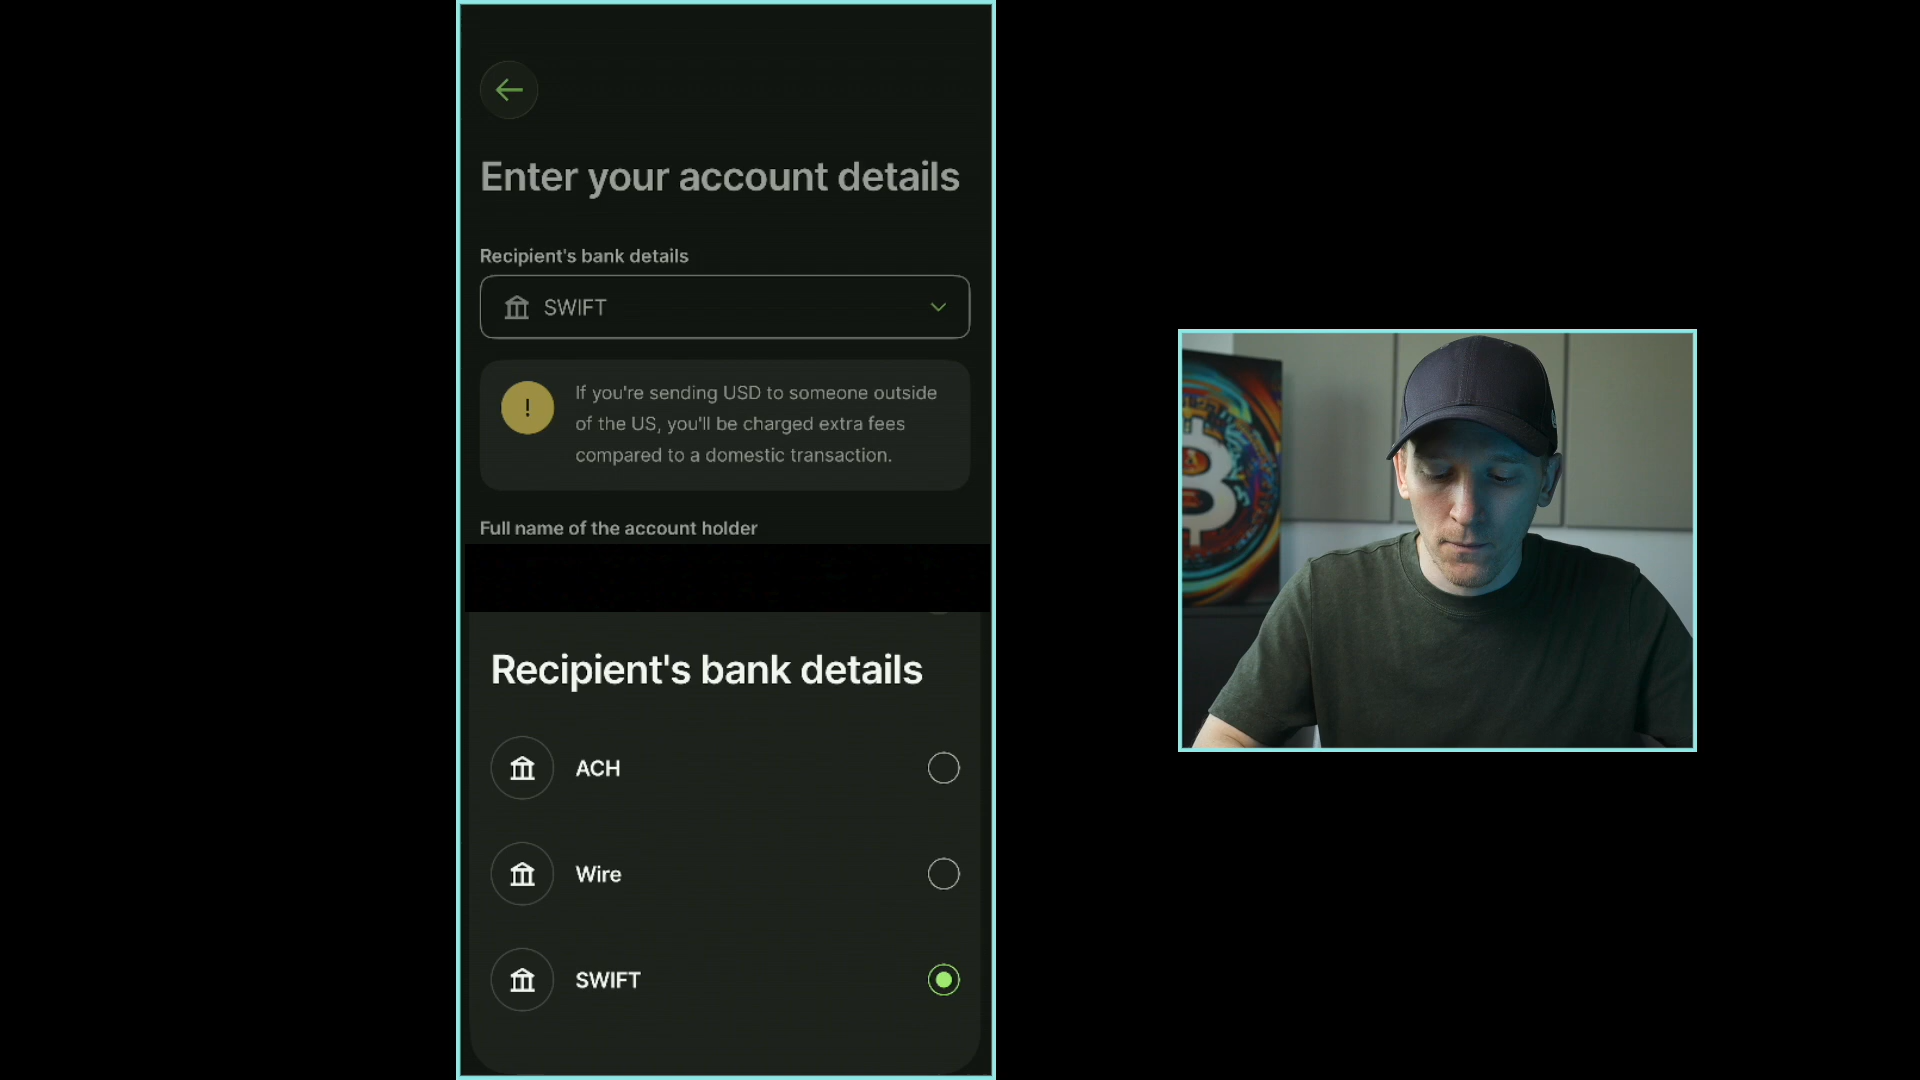 Enter your account details
Recipient's bank details
SWIFT
If you're sending USD to someone outside
of the US, you'll be charged extra fees
compared to a domestic transaction.
Full name of the account holder
Recipient's bank details
ACH
Wire
SWIFT